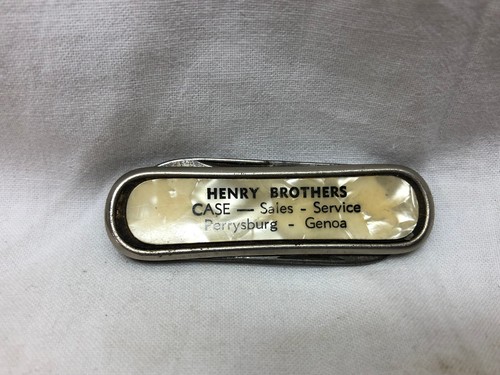 HENRY BROTHERS
CASE — Sales - Service
Perrysburg - Genoa